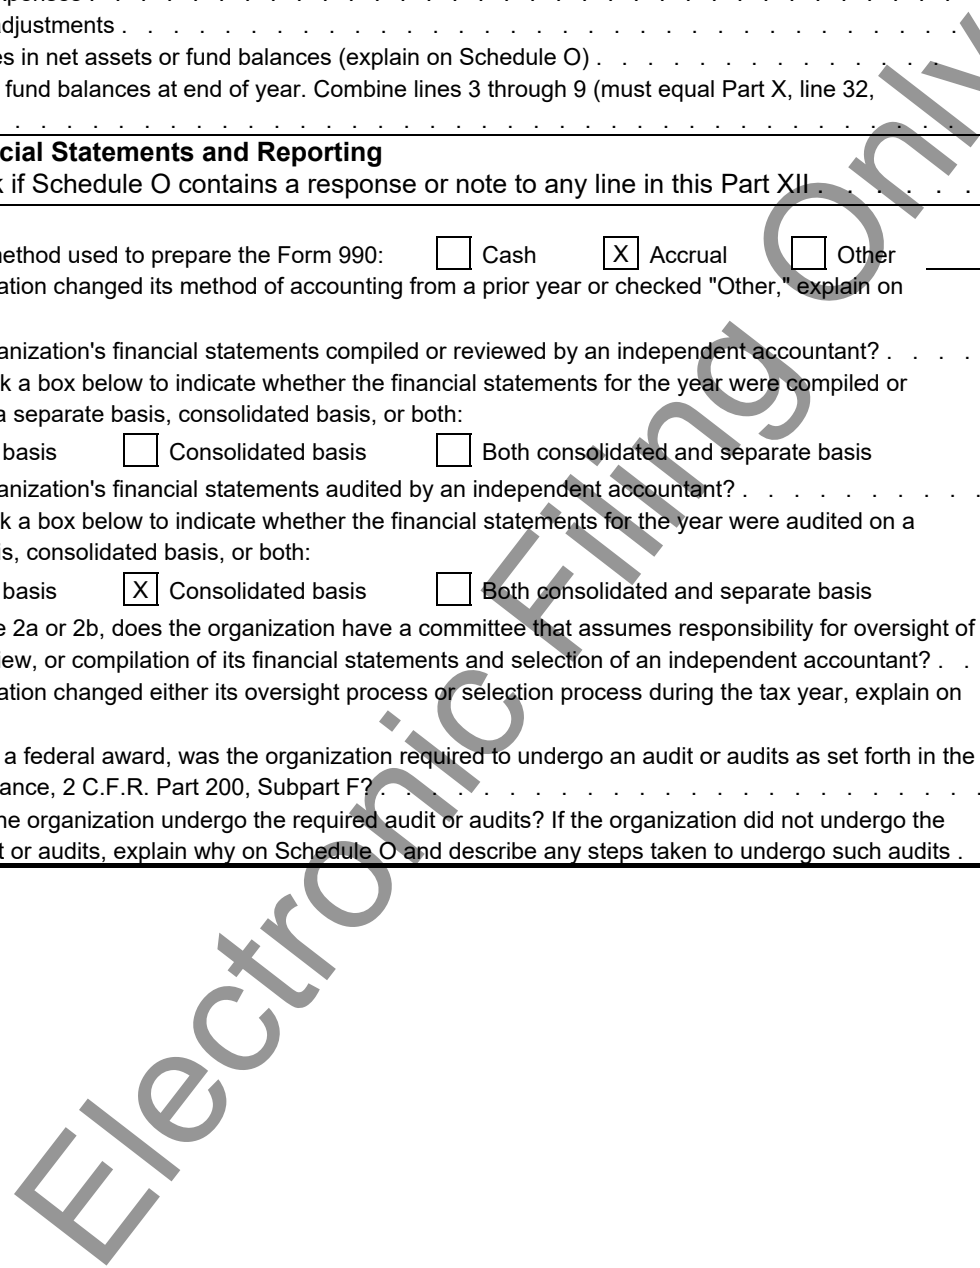 adjustments . . . . . . . . . . . . . . . . . . . . . . . . . . . . . . . . .
es in net assets or fund balances (explain on Schedule O) . . . . . . . . . . . . . .
fund balances at end of year. Combine lines 3 through 9 (must equal Part X, line 32,
. . . . . . . . . . . . . . . . . . . . . . . . . . . . . . . . . . . .
cial Statements and Reporting
k if Schedule O contains a response or note to any line in this Part XII . . . . . .
method used to prepare the Form 990: Cash X Accrual Other
ation changed its method of accounting from a prior year or checked "Other," explain on
anization's financial statements compiled or reviewed by an independent accountant? . . . .
k a box below to indicate whether the financial statements for the year were compiled or
a separate basis, consolidated basis, or both:
basis Consolidated basis Both consolidated and separate basis
anization's financial statements audited by an independent accountant? . . . . . . . . . .
k a box below to indicate whether the financial statements for the year were audited on a
is, consolidated basis, or both:
basis X Consolidated basis Both consolidated and separate basis
e 2a or 2b, does the organization have a committee that assumes responsibility for oversight of
iew, or compilation of its financial statements and selection of an independent accountant? . .
ation changed either its oversight process or selection process during the tax year, explain on
a federal award, was the organization required to undergo an audit or audits as set forth in the
ance, 2 C.F.R. Part 200, Subpart F? . . . . . . . . . . . . . . . . . . . . . . . .
he organization undergo the required audit or audits? If the organization did not undergo the
t or audits, explain why on Schedule O and describe any steps taken to undergo such audits .
Electronic Filing Only